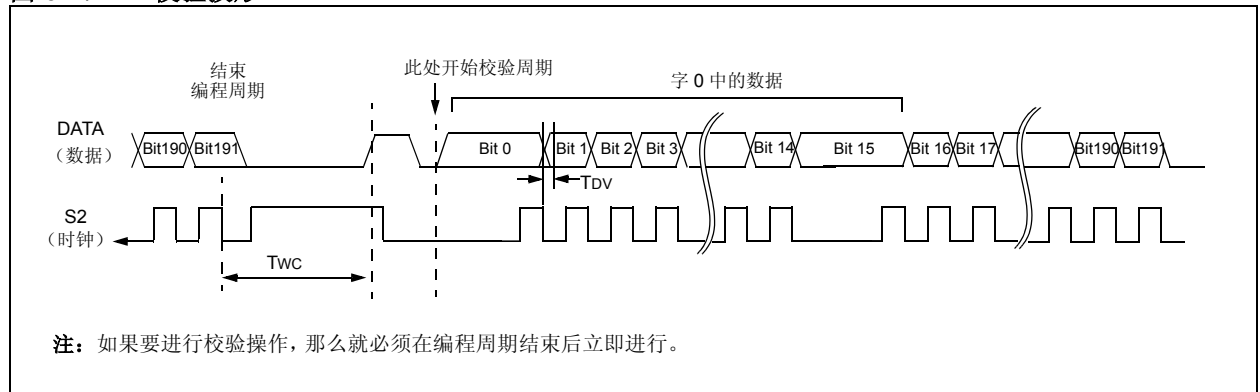 结束
编程周期
此处开始校验周期
字 0 中的数据
DATA
（数据）
Bit190 Bit191 Bit 0 Bit 1 Bit 2 Bit 3 Bit 14 Bit 15 Bit 16 Bit 17 Bit190 Bit191
TDV
S2
（时钟）
TWC
注：如果要进行校验操作，那么就必须在编程周期结束后立即进行。